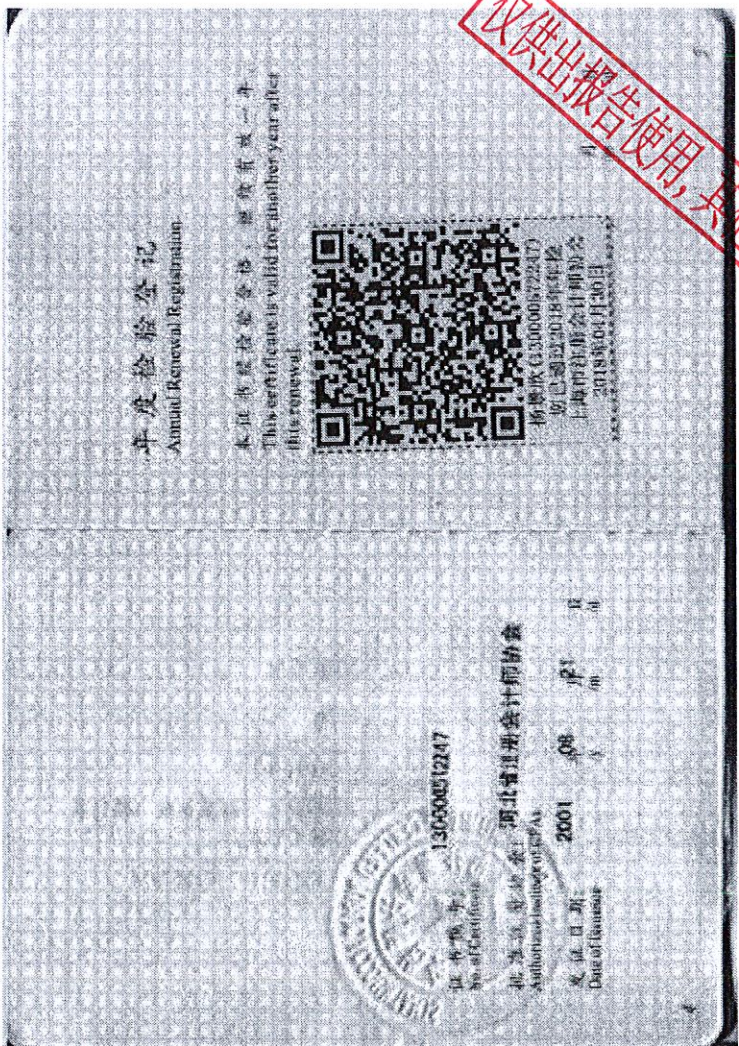 年度检验登记
Annual Renewal Registration
本证书经检验合格，继续有效一年。
This certificate is valid for another year after
this renewal.
您已通过2018年年检
上海市注册会计师协会
2018年04月30日
证书编号:
No. of Certificate
批准注册协会: 河北省注册会计师协会
Authorized Institute of CPAs
发证日期: 2001 年 08 月 21 日
Date of Issuance /y /m /d
4
5
仅供出报告使用，其